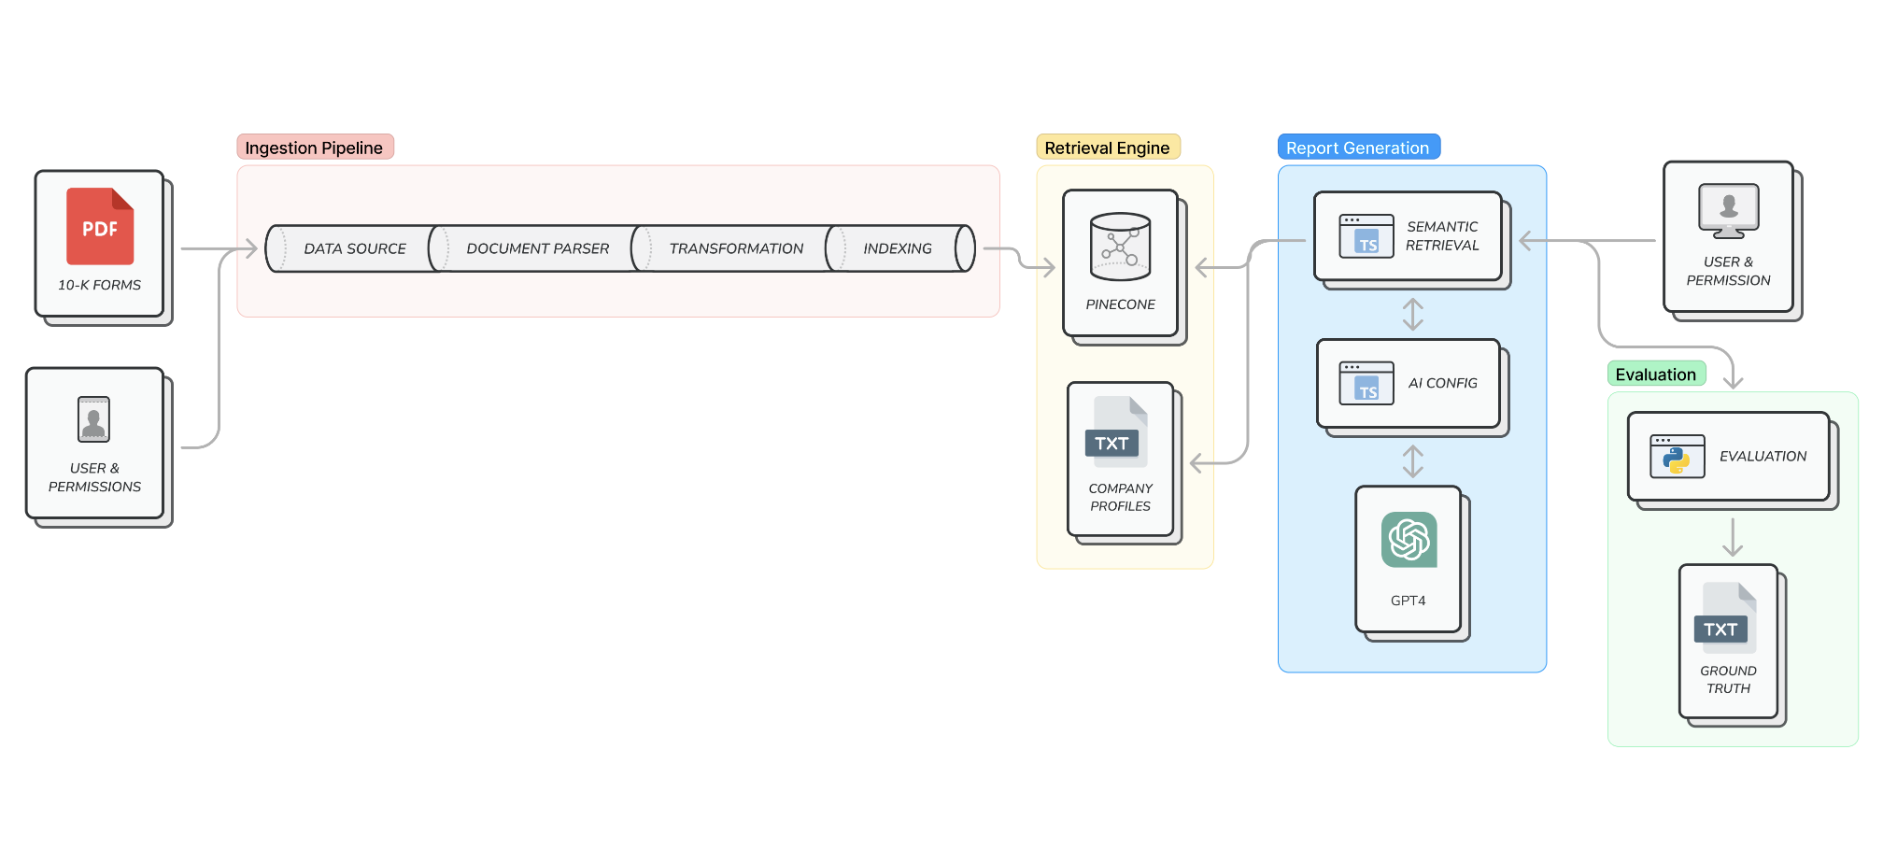 Ingestion Pipeline
PDF
10-K FORMS
USER &
PERMISSIONS
DATA SOURCE
DOCUMENT PARSER
TRANSFORMATION
INDEXING
Retrieval Engine
PINECONE
TXT
COMPANY
PROFILES
Report Generation
TS
SEMANTIC
RETRIEVAL
TS
AI CONFIG
GPT4
USER &
PERMISSION
Evaluation
EVALUATION
TXT
GROUND
TRUTH